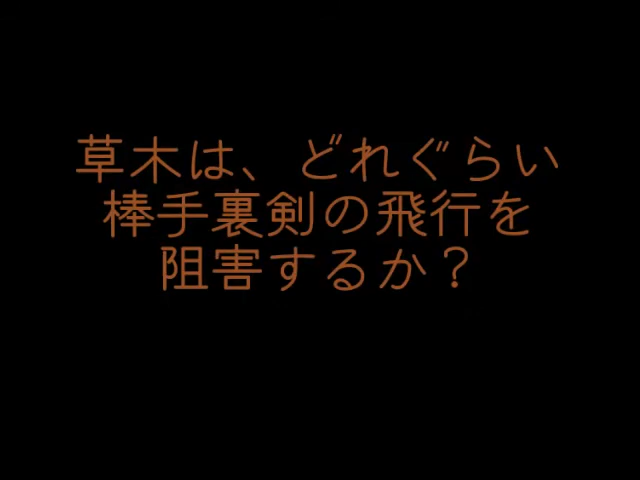 草木は、どれぐらい
棒手裏剣の飛行を
阻害するか？